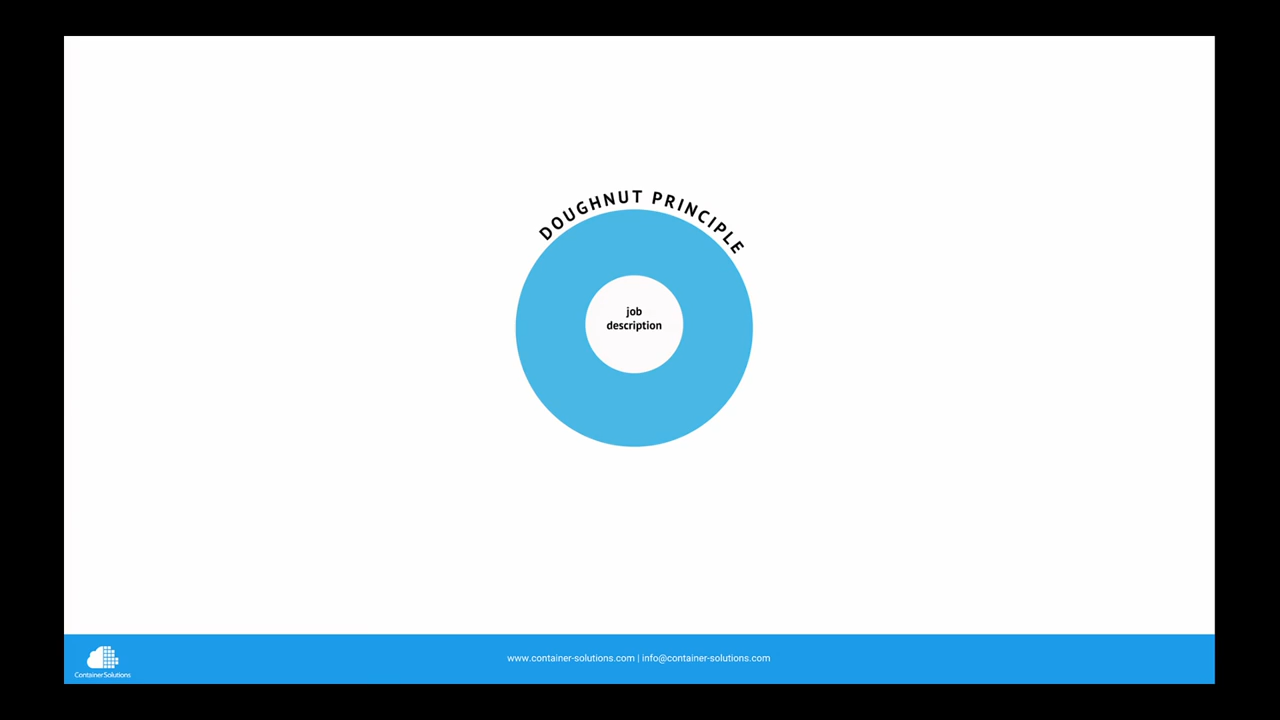 DOUGHNUT PRINCIPLE
job
description
www.container-solutions.com | info@container-solutions.com
ContainerSolutions